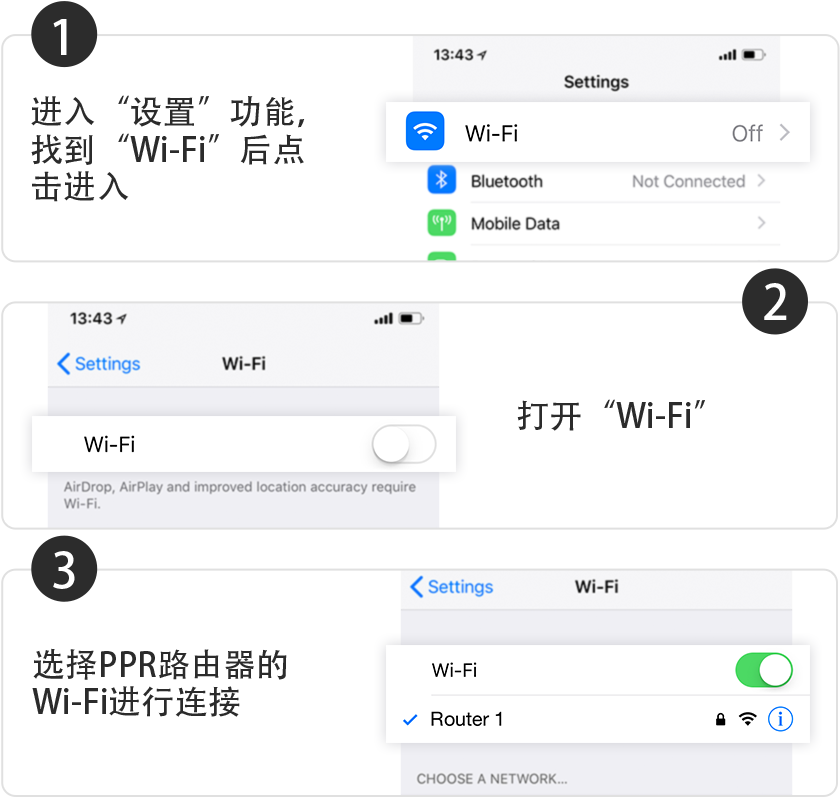 1
进入“设置”功能,
找到“Wi-Fi”后点
击进入
13:43
Settings
Wi-Fi Off
Bluetooth Not Connected
Mobile Data
2
13:43
Settings Wi-Fi
Wi-Fi
AirDrop, AirPlay and improved location accuracy require
Wi-Fi.
打开“Wi-Fi”
3
选择PPR路由器的
Wi-Fi进行连接
Settings Wi-Fi
Wi-Fi
Router 1
CHOOSE A NETWORK...